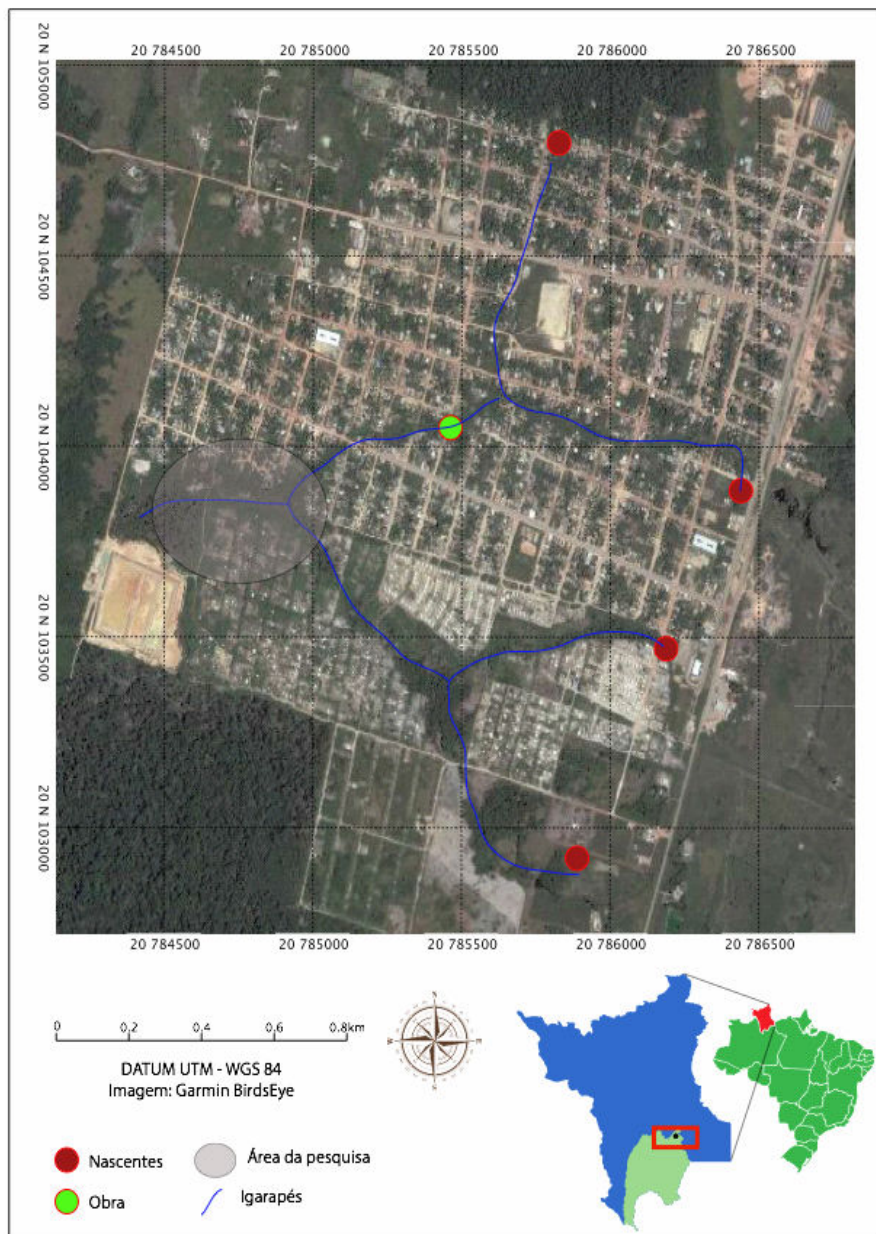 20 784500
20 785000
20 785500
20 786000
20 786500
20 N 105000
20 N 104500
20 N 104000
20 N 103500
20 N 103000
20 784500
20 785000
20 785500
20 786000
20 786500
0
0,2
0,4
0,6
0,8km
N
W
E
S
DATUM UTM - WGS 84
Imagem: Garmin BirdsEye
Nascentes
Área da pesquisa
Obra
Igarapés